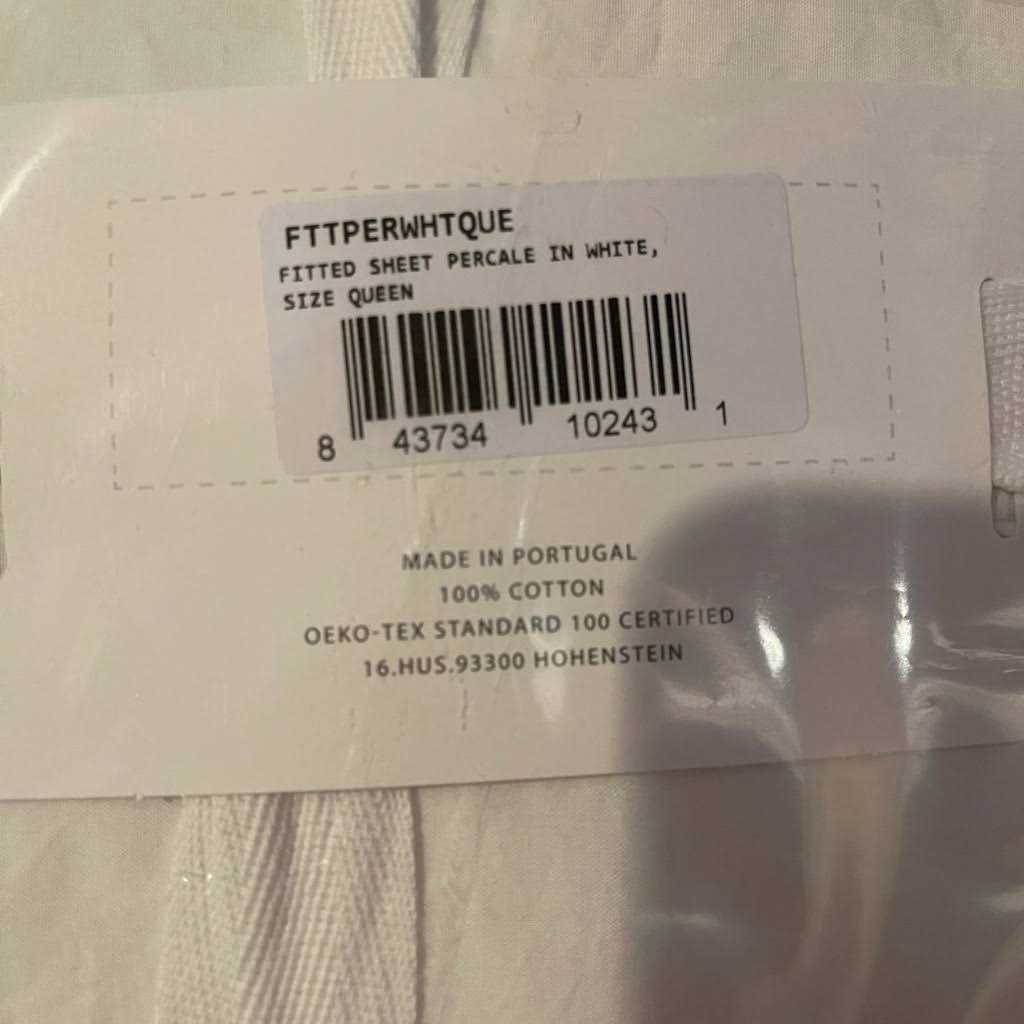 FTTPERWHTQUE
FITTED SHEET PERCALE IN WHITE,
SIZE QUEEN
8 43734 10243 1
MADE IN PORTUGAL
100% COTTON
OEKO-TEX STANDARD 100 CERTIFIED
16.HUS.93300 HOHENSTEIN